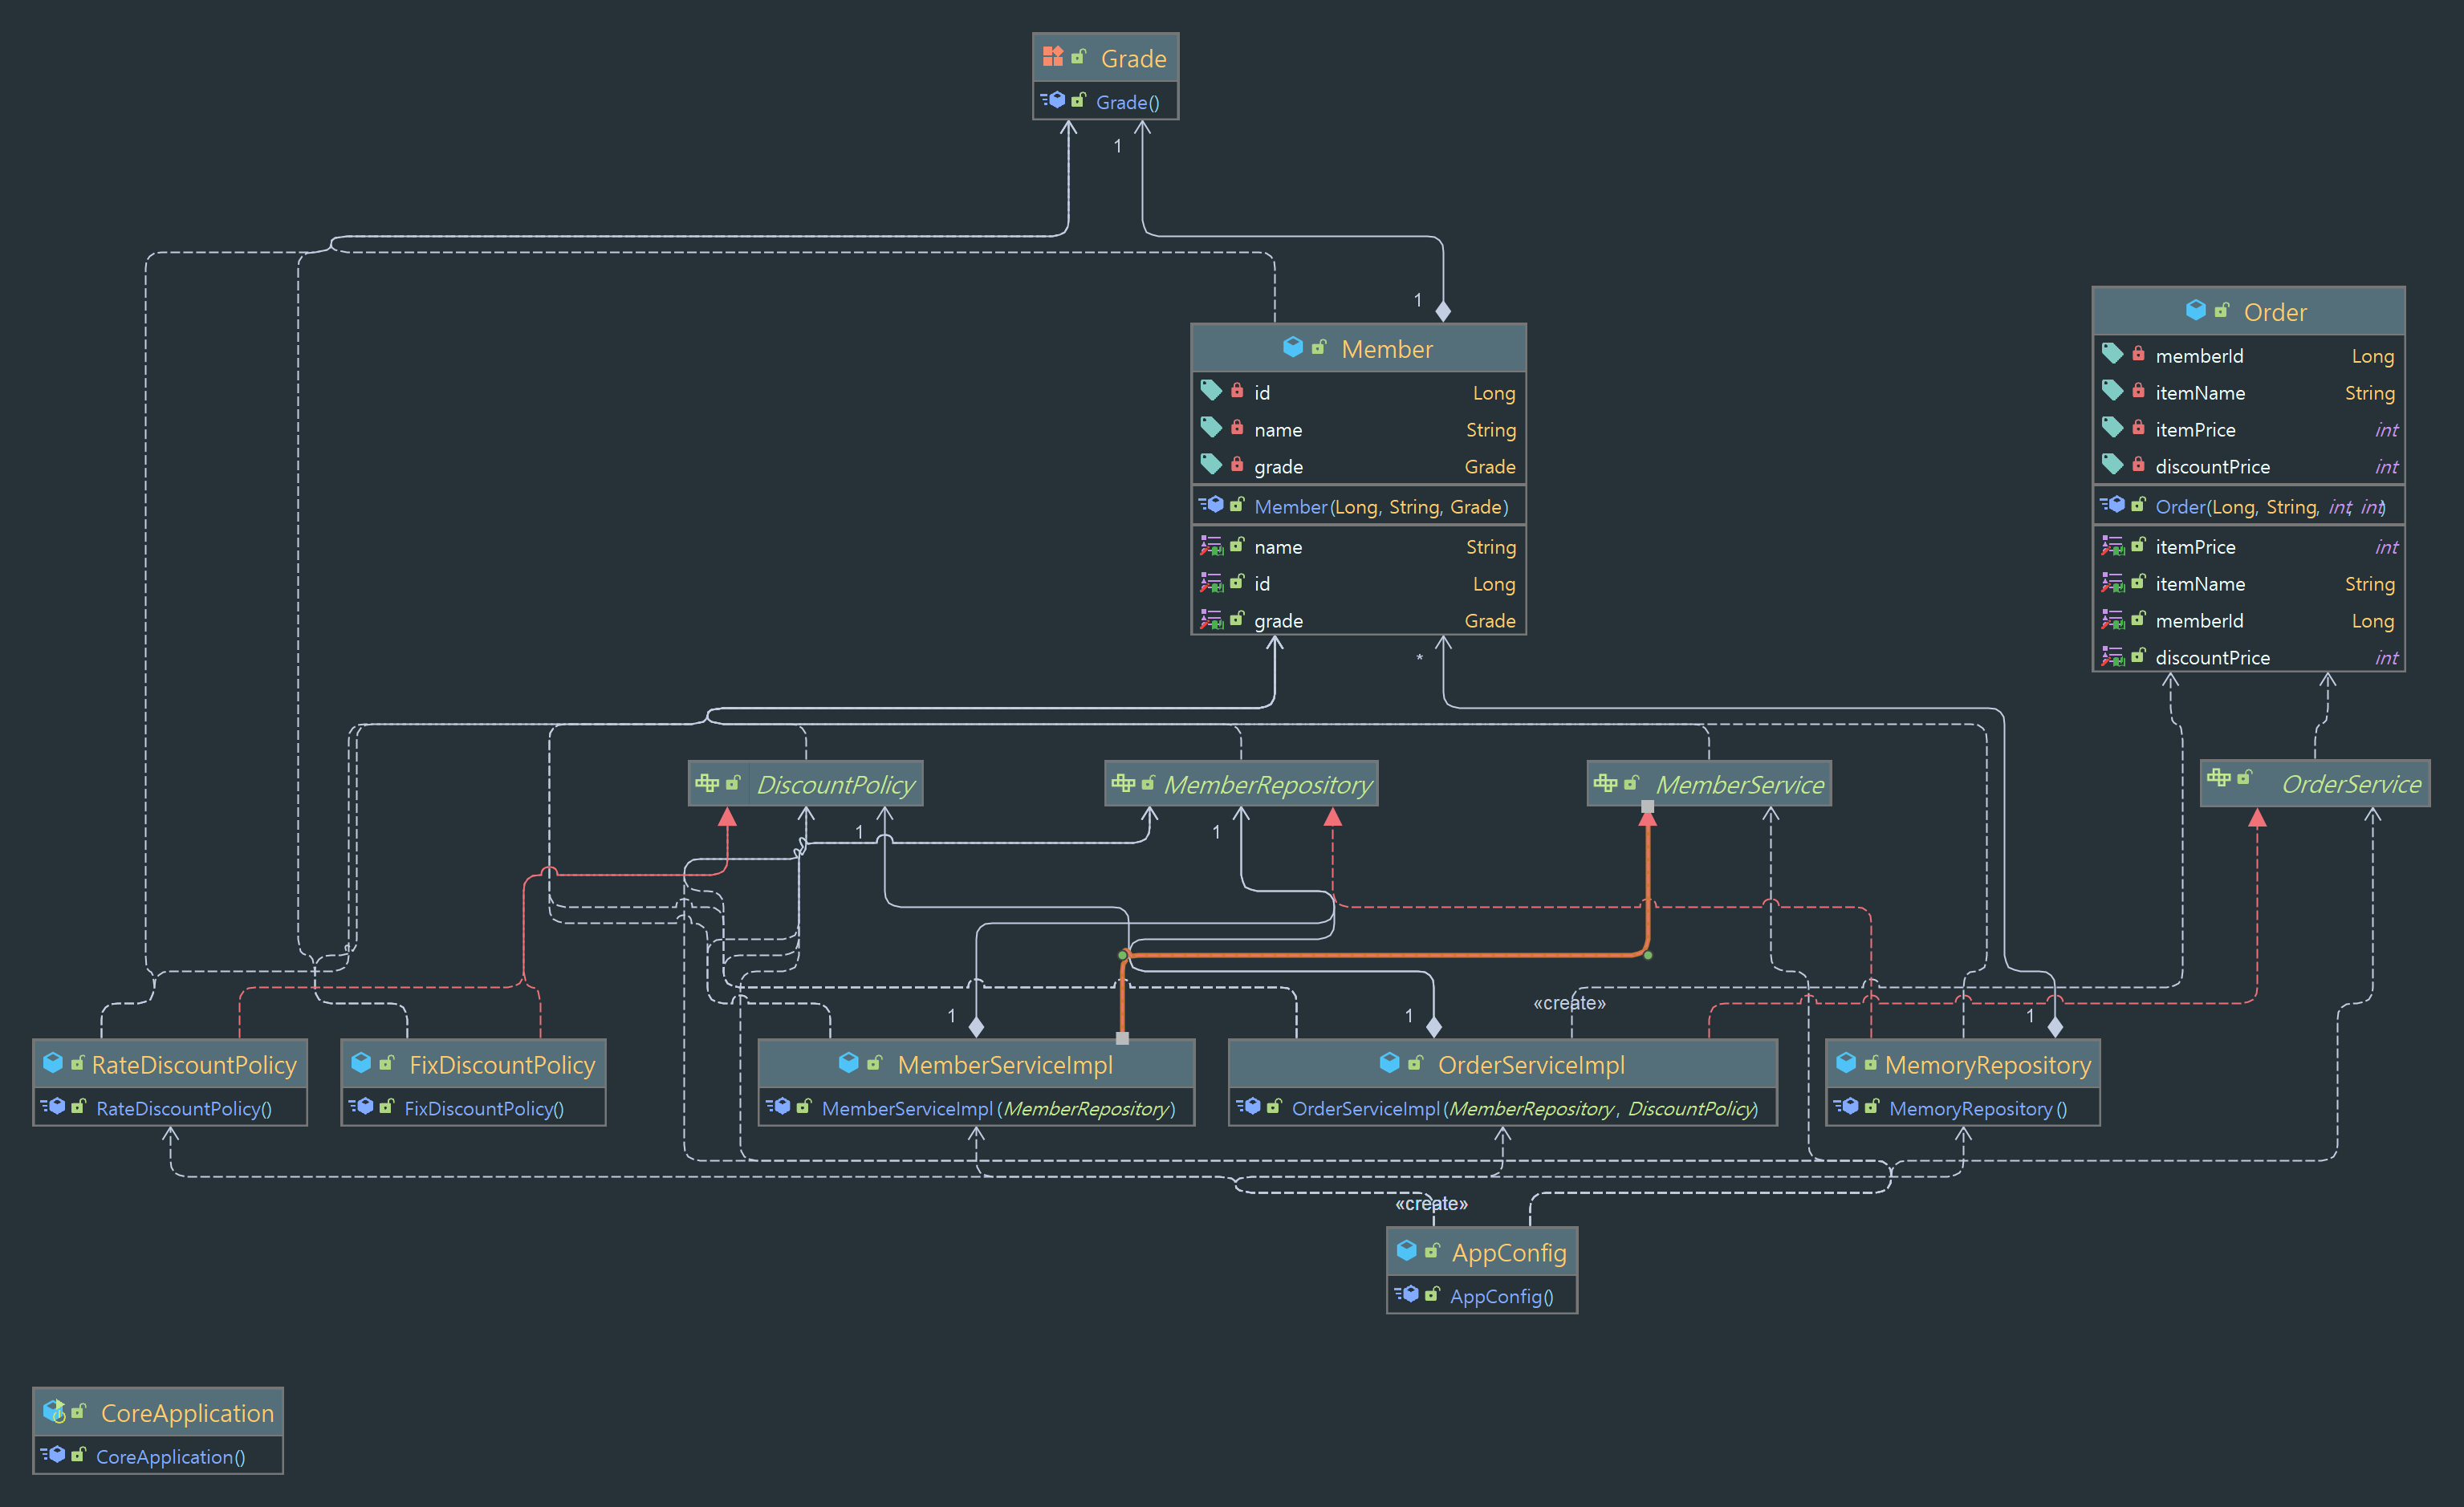 Grade
Grade()
1
1
Member
id Long
name String
grade Grade
Member(Long, String, Grade)
name String
id Long
grade Grade
*
Order
memberId Long
itemName String
itemPrice int
discountPrice int
Order(Long, String, int, int)
itemPrice int
itemName String
memberId Long
discountPrice int
DiscountPolicy
MemberRepository
MemberService
OrderService
1
1
«create»
1
1
1
RateDiscountPolicy
RateDiscountPolicy()
FixDiscountPolicy
FixDiscountPolicy()
MemberServiceImpl
MemberServiceImpl(MemberRepository)
OrderServiceImpl
OrderServiceImpl(MemberRepository, DiscountPolicy)
MemoryRepository
MemoryRepository()
«create»
AppConfig
AppConfig()
CoreApplication
CoreApplication()